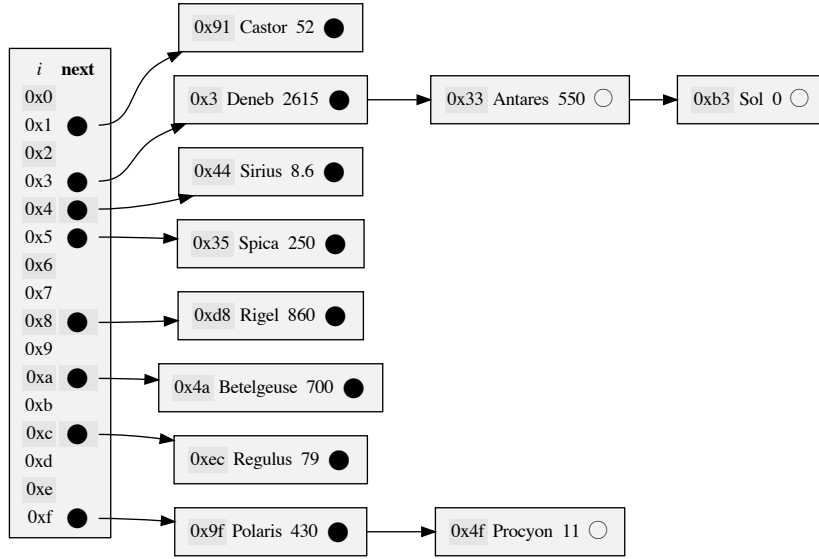 i next
0x0
0x1
0x2
0x3
0x4
0x5
0x6
0x7
0x8
0x9
0xa
0xb
0xc
0xd
0xe
0xf
0x91 Castor 52
0x3 Deneb 2615
0x33 Antares 550
0xb3 Sol 0
0x44 Sirius 8.6
0x35 Spica 250
0xd8 Rigel 860
0x4a Betelgeuse 700
0xec Regulus 79
0x9f Polaris 430
0x4f Procyon 11